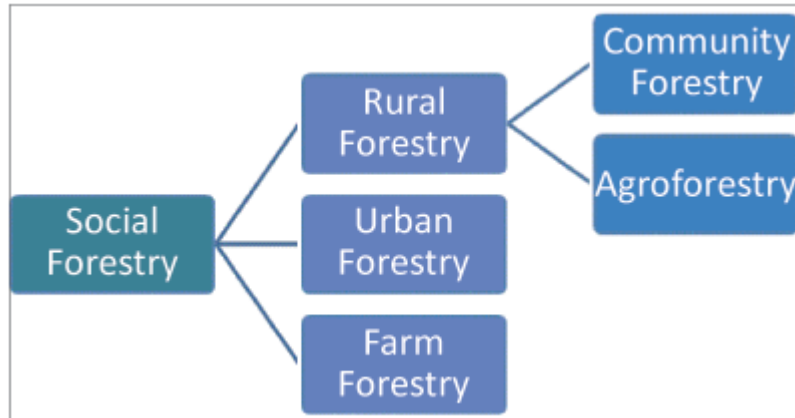 Social
Forestry
Rural
Forestry
Urban
Forestry
Farm
Forestry
Community
Forestry
Agroforestry